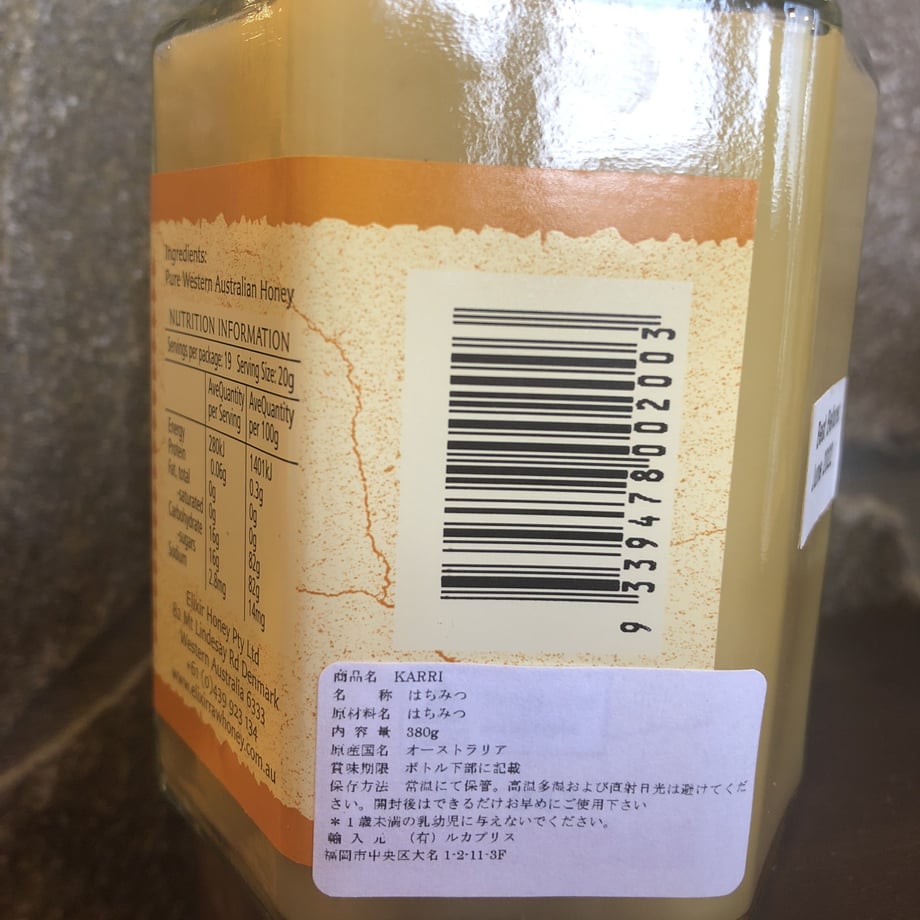 Ingredients:
Pure Western Australian Honey
NUTRITION INFORMATION
Servings per package: 19 Serving Size: 20g
AveQuantity per Serving AveQuantity per 100g
Energy 280kJ 1401kJ
Protein 0.06g 0.3g
Fat, total 0g 0g
-saturated 0g 0g
Carbohydrate 16g 82g
-sugars 16g 82g
Sodium 2.8mg 14mg
Elixir Honey Pty Ltd
8a Mt Lindesay Rd Denmark
Western Australia 6333
+61 (0)439 923 134
www.elixirrawhoney.com.au
9 339478 002003
Best Before
商品名 KARRI
名 称 はちみつ
原材料名 はちみつ
内容量 380g
原産国名 オーストラリア
賞味期限 ボトル下部に記載
保存方法 常温にて保管。高温多湿および直射日光は避けてくだ
さい。開封後はできるだけお早めにご使用下さい
＊１歳未満の乳幼児に与えないでください。
輸入元 （有）ルカプリス
福岡市中央区大名 1-2-11-3F